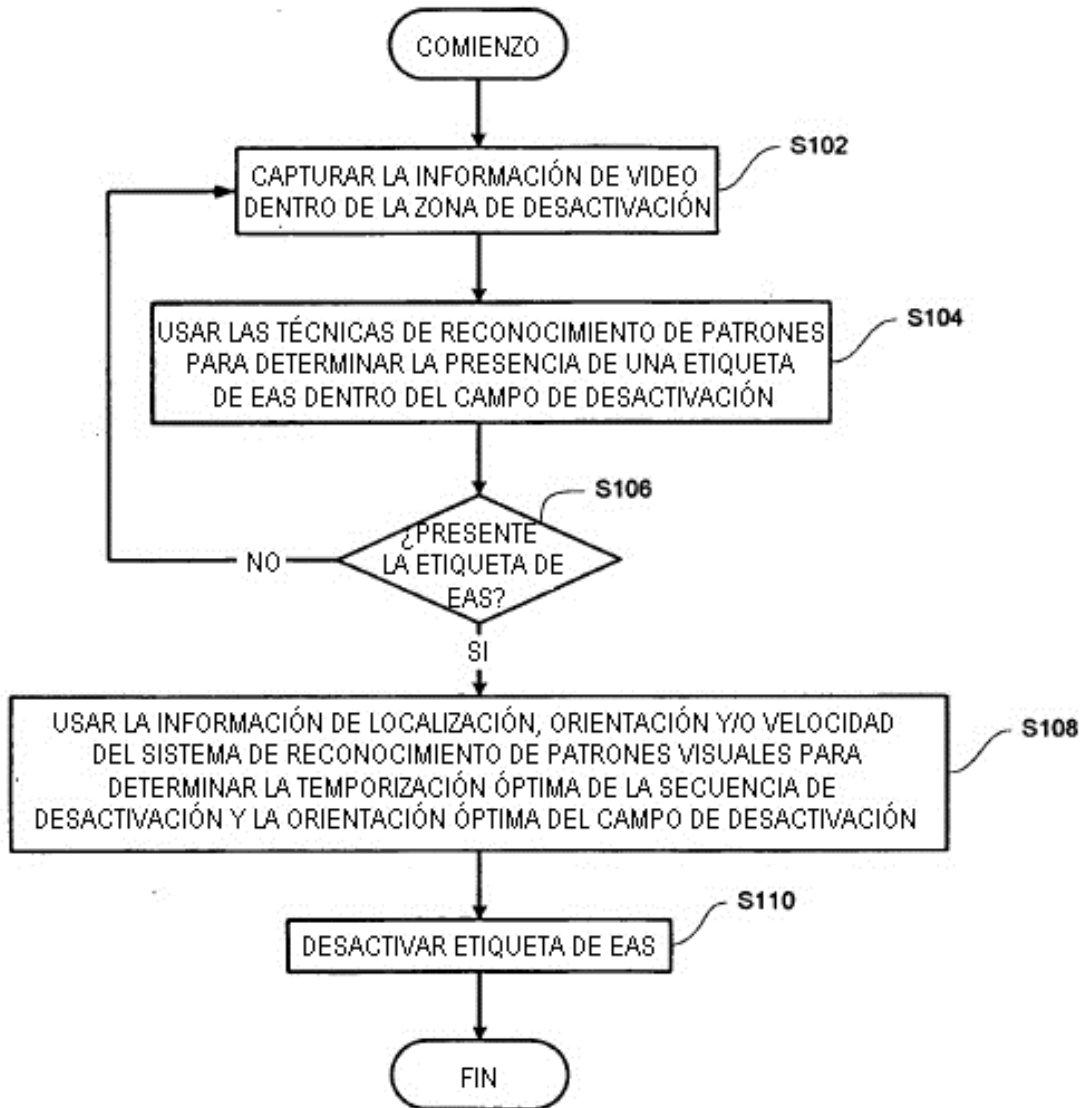 COMIENZO
S102
CAPTURAR LA INFORMACIÓN DE VIDEO
DENTRO DE LA ZONA DE DESACTIVACIÓN
S104
USAR LAS TÉCNICAS DE RECONOCIMIENTO DE PATRONES
PARA DETERMINAR LA PRESENCIA DE UNA ETIQUETA
DE EAS DENTRO DEL CAMPO DE DESACTIVACIÓN
S106
¿PRESENTE
LA ETIQUETA DE
EAS?
NO
SI
S108
USAR LA INFORMACIÓN DE LOCALIZACIÓN, ORIENTACIÓN Y/O VELOCIDAD
DEL SISTEMA DE RECONOCIMIENTO DE PATRONES VISUALES PARA
DETERMINAR LA TEMPORIZACIÓN ÓPTIMA DE LA SECUENCIA DE
DESACTIVACIÓN Y LA ORIENTACIÓN ÓPTIMA DEL CAMPO DE DESACTIVACIÓN
S110
DESACTIVAR ETIQUETA DE EAS
FIN